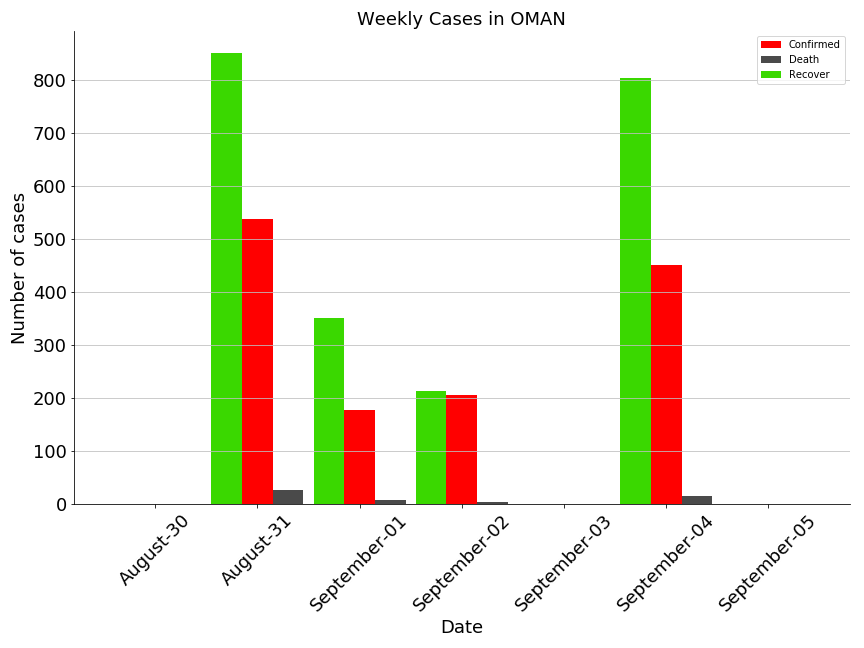 Weekly Cases in OMAN
Confirmed
Death
Recover
Number of cases
800
700
600
500
400
300
200
100
0
August-30
August-31
September-01
September-02
September-03
September-04
September-05
Date